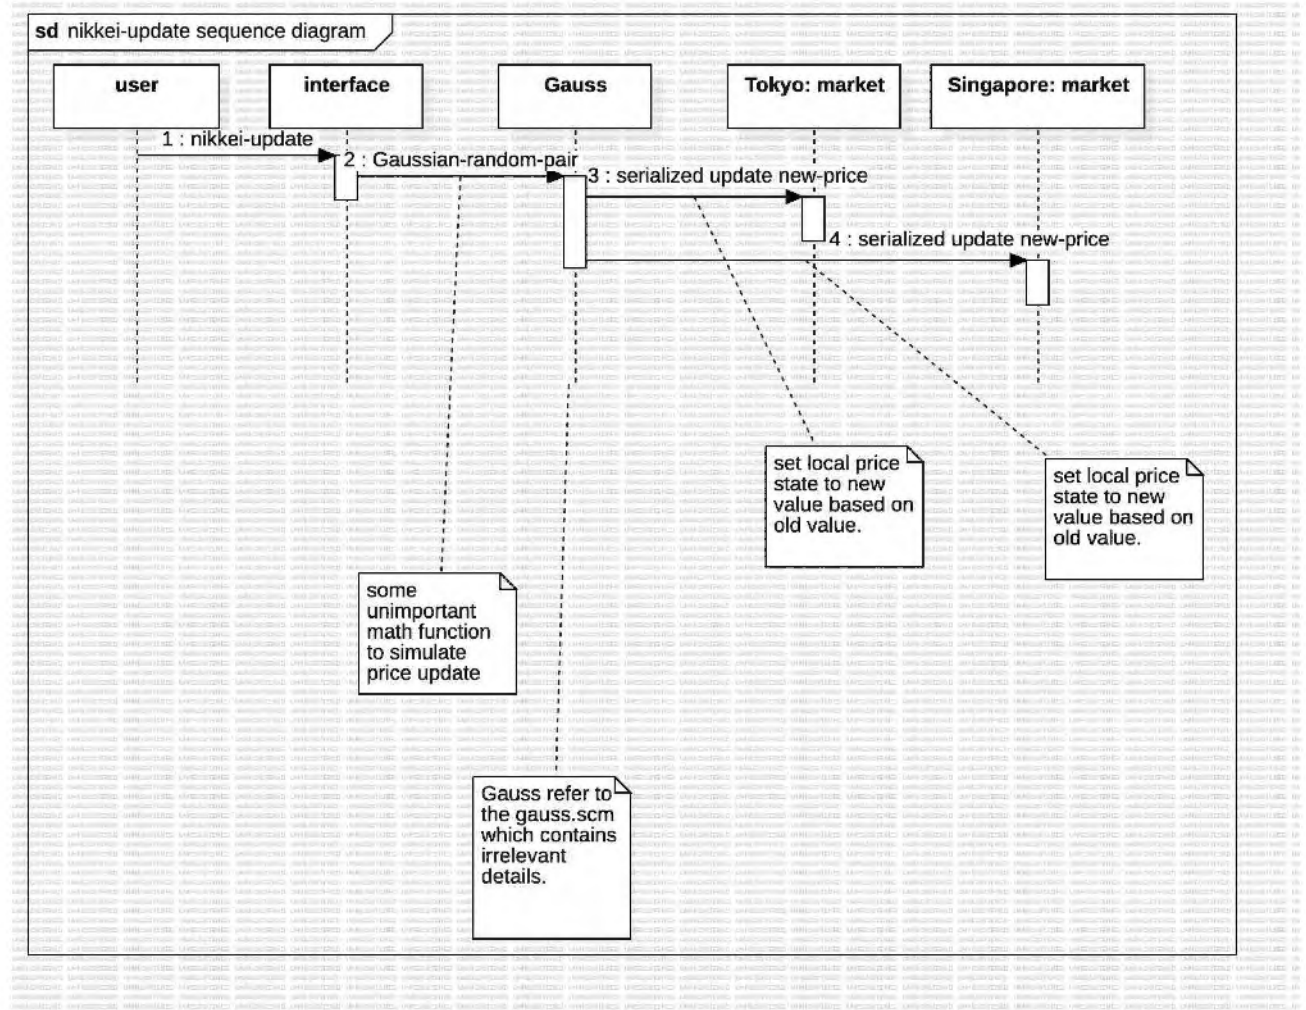 sd nikkei-update sequence diagram
user
interface
Gauss
Tokyo: market
Singapore: market
1 : nikkei-update
2 : Gaussian-random-pair
3 : serialized update new-price
4 : serialized update new-price
set local price
state to new
value based on
old value.
set local price
state to new
value based on
old value.
some
unimportant
math function
to simulate
price update
Gauss refer to
the gauss.scm
which contains
irrelevant
details.